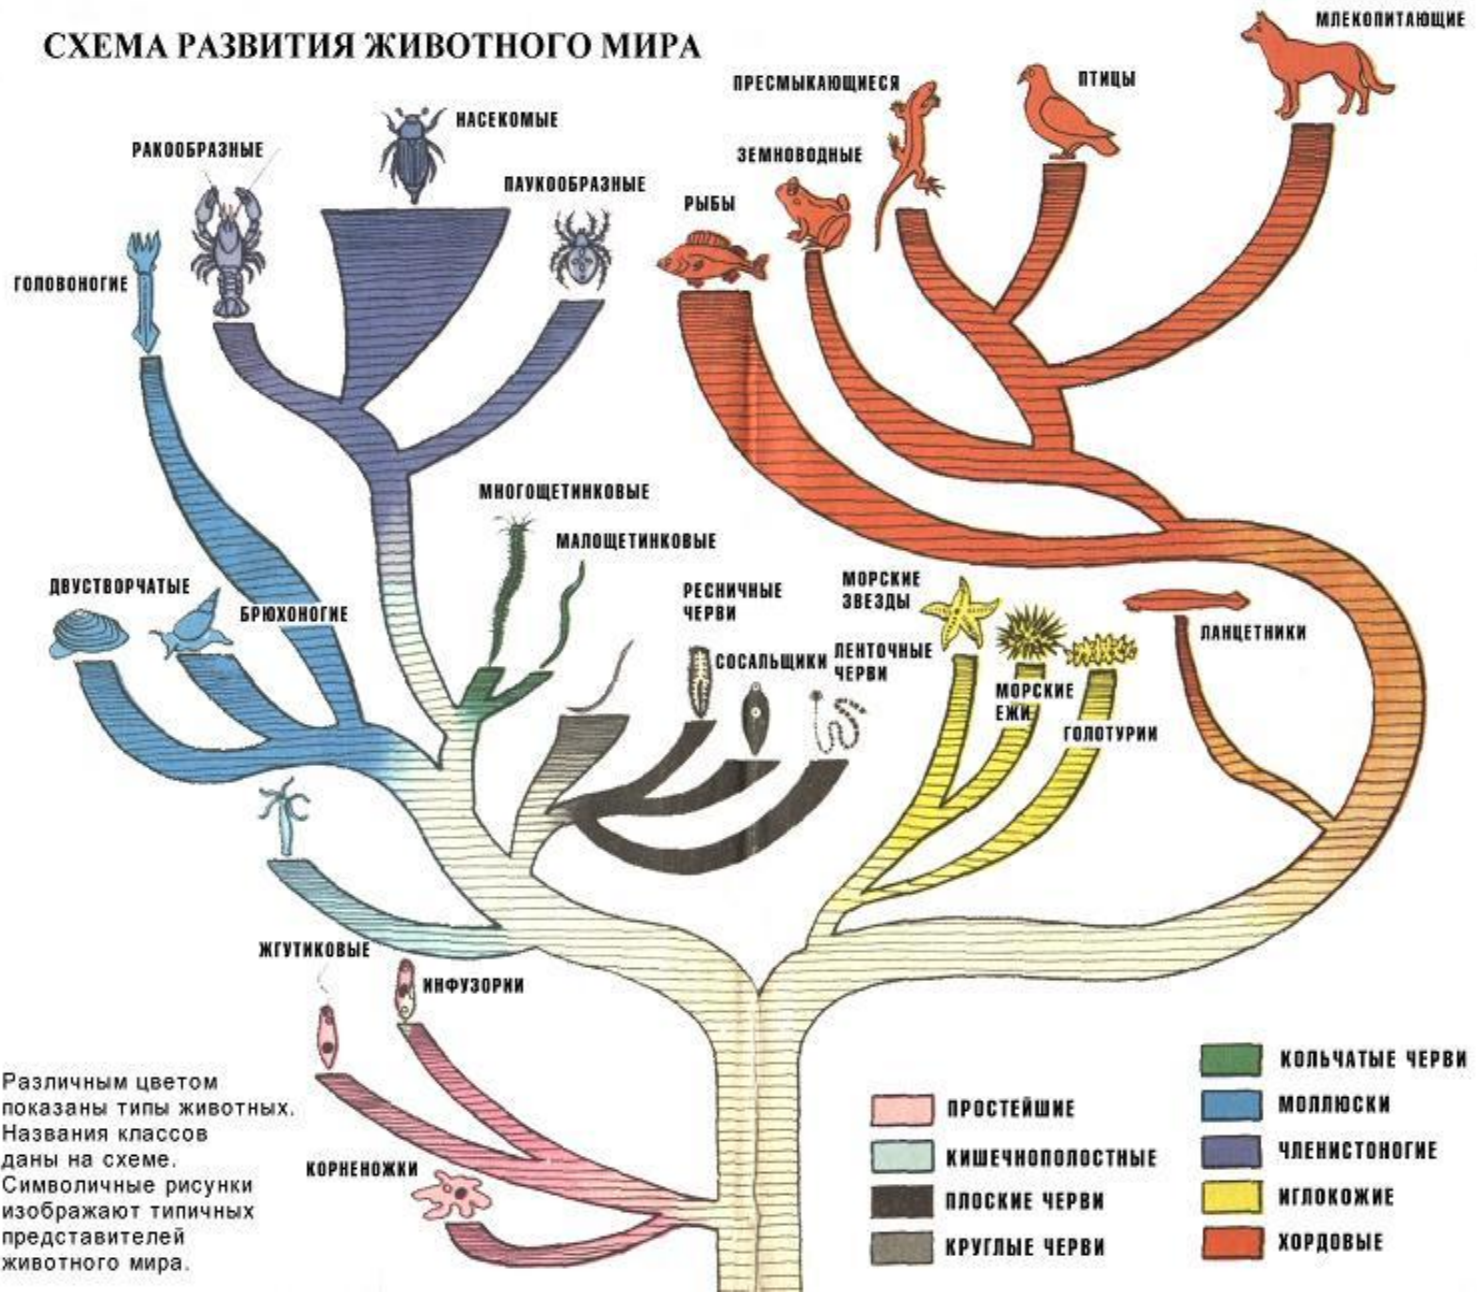 СХЕМА РАЗВИТИЯ ЖИВОТНОГО МИРА
МЛЕКОПИТАЮЩИЕ
ПРЕСМЫКАЮЩИЕСЯ
ПТИЦЫ
НАСЕКОМЫЕ
РАКООБРАЗНЫЕ
ЗЕМНОВОДНЫЕ
ПАУКООБРАЗНЫЕ
РЫБЫ
ГОЛОВОНОГИЕ
МНОГОЩЕТИНКОВЫЕ
МАЛОЩЕТИНКОВЫЕ
ДВУСТВОРЧАТЫЕ
БРЮХОНОГИЕ
РЕСНИЧНЫЕ
ЧЕРВИ
МОРСКИЕ
ЗВЕЗДЫ
ЛАНЦЕТНИКИ
СОСАЛЬЩИКИ
ЛЕНТОЧНЫЕ
ЧЕРВИ
МОРСКИЕ
ЕЖИ
ГОЛОТУРИИ
ЖГУТИКОВЫЕ
ИНФУЗОРИИ
КОРНЕНОЖКИ
Различным цветом
показаны типы животных.
Названия классов
даны на схеме.
Символичные рисунки
изображают типичных
представителей
животного мира.
ПРОСТЕЙШИЕ
КИШЕЧНОПОЛОСТНЫЕ
ПЛОСКИЕ ЧЕРВИ
КРУГЛЫЕ ЧЕРВИ
КОЛЬЧАТЫЕ ЧЕРВИ
МОЛЛЮСКИ
ЧЛЕНИСТОНОГИЕ
ИГЛОКОЖИЕ
ХОРДОВЫЕ